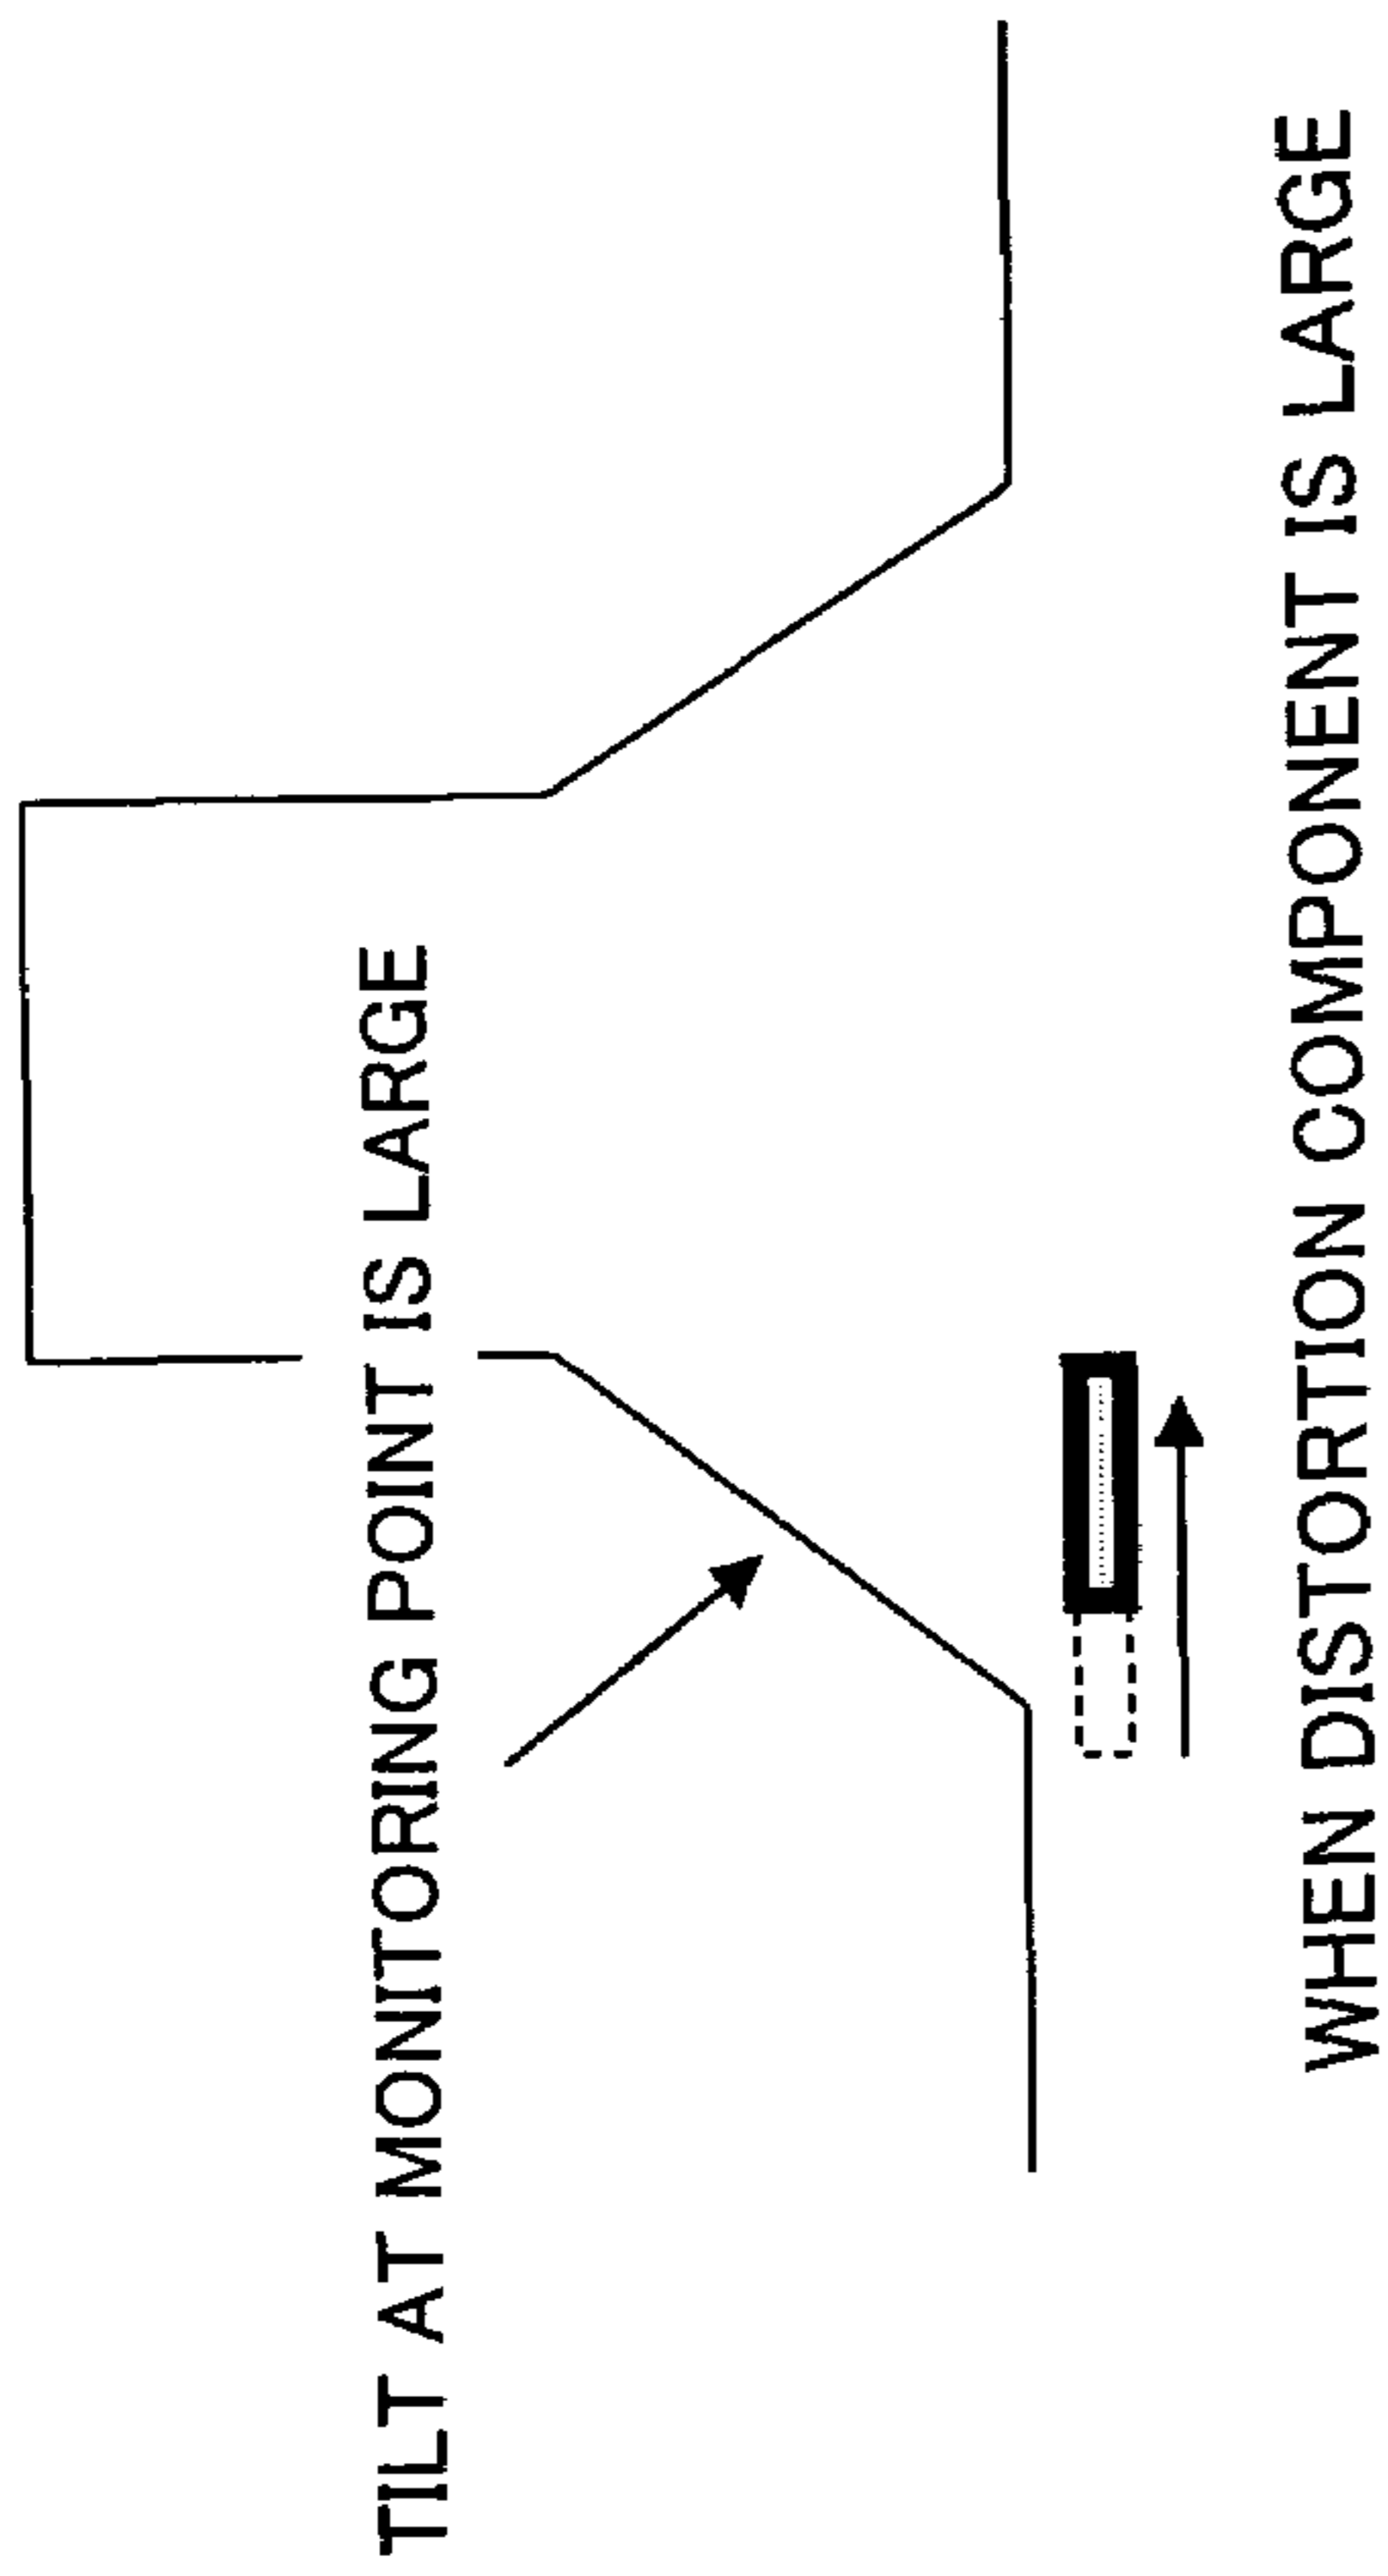 TILT AT MONITORING POINT IS LARGE
WHEN DISTORTION COMPONENT IS LARGE